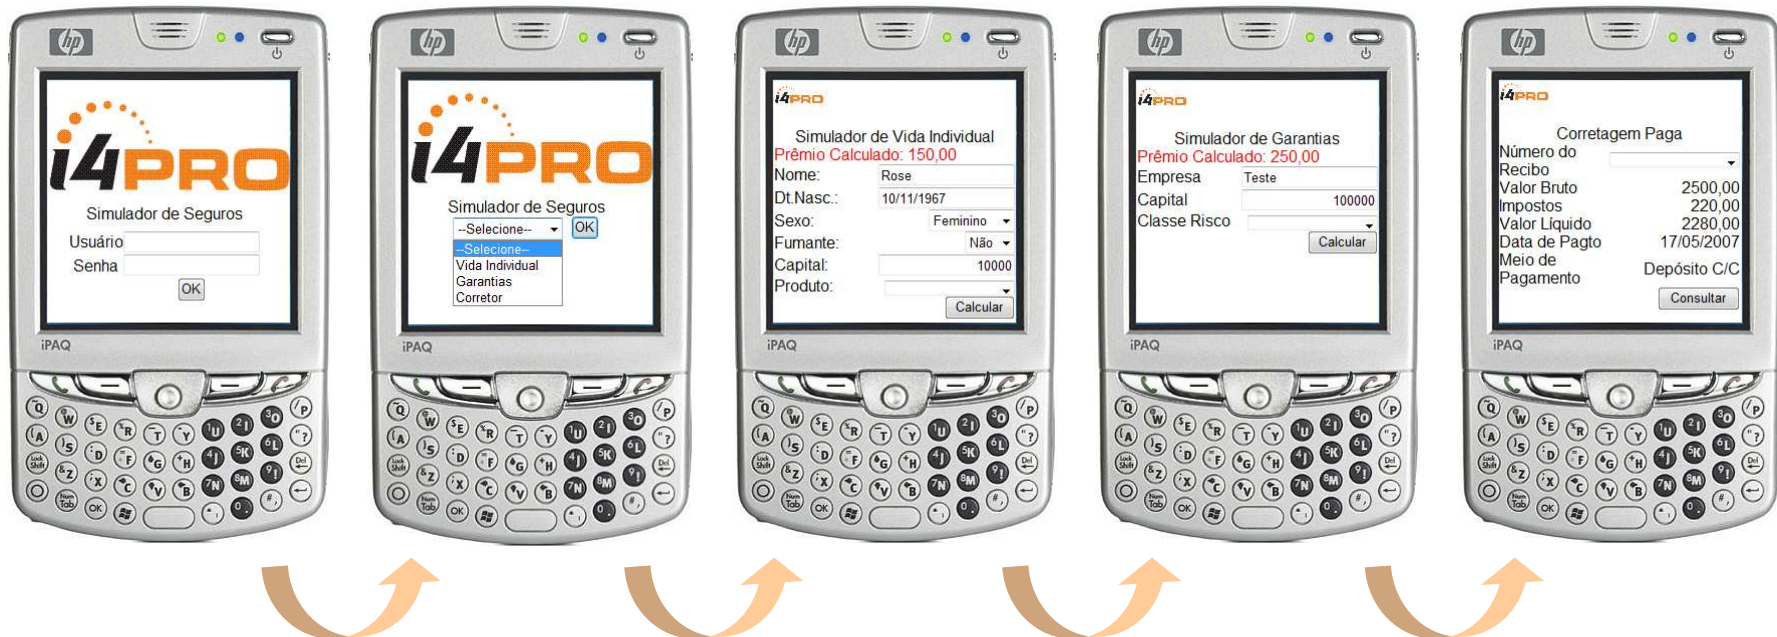 hp
i4PRO
Simulador de Seguros
Usuário
Senha
OK
iPAQ
hp
i4PRO
Simulador de Seguros
--Selecione--
OK
--Selecione--
Vida Individual
Garantias
Corretor
iPAQ
hp
i4PRO
Simulador de Vida Individual
Prêmio Calculado: 150,00
Nome: Rose
Dt.Nasc.: 10/11/1967
Sexo: Feminino
Fumante: Não
Capital: 10000
Produto:
Calcular
iPAQ
hp
i4PRO
Simulador de Garantias
Prêmio Calculado: 250,00
Empresa Teste
Capital 100000
Classe Risco
Calcular
iPAQ
hp
i4PRO
Corretagem Paga
Número do
Recibo
Valor Bruto 2500,00
Impostos 220,00
Valor Líquido 2280,00
Data de Pagto 17/05/2007
Meio de
Pagamento Depósito C/C
Consultar
iPAQ